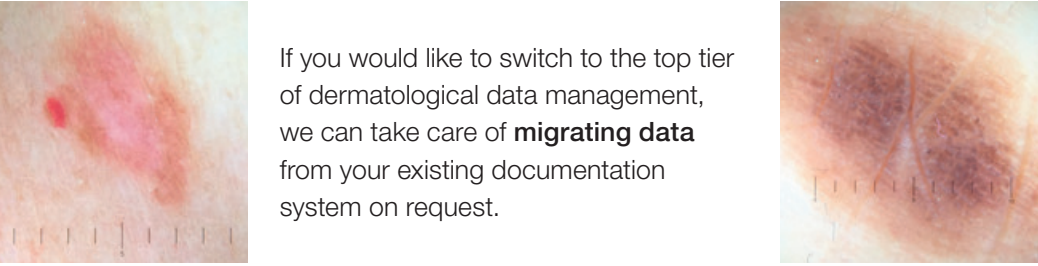 If you would like to switch to the top tier
of dermatological data management,
we can take care of migrating data
from your existing documentation
system on request.